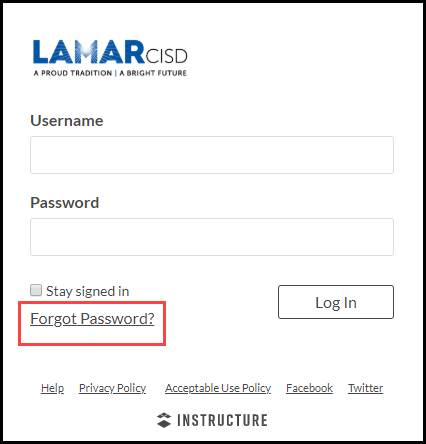 LAMAR CISD
A PROUD TRADITION | A BRIGHT FUTURE
Username
Password
Stay signed in
Log In
Forgot Password?
Help Privacy Policy Acceptable Use Policy Facebook Twitter
INSTRUCTURE